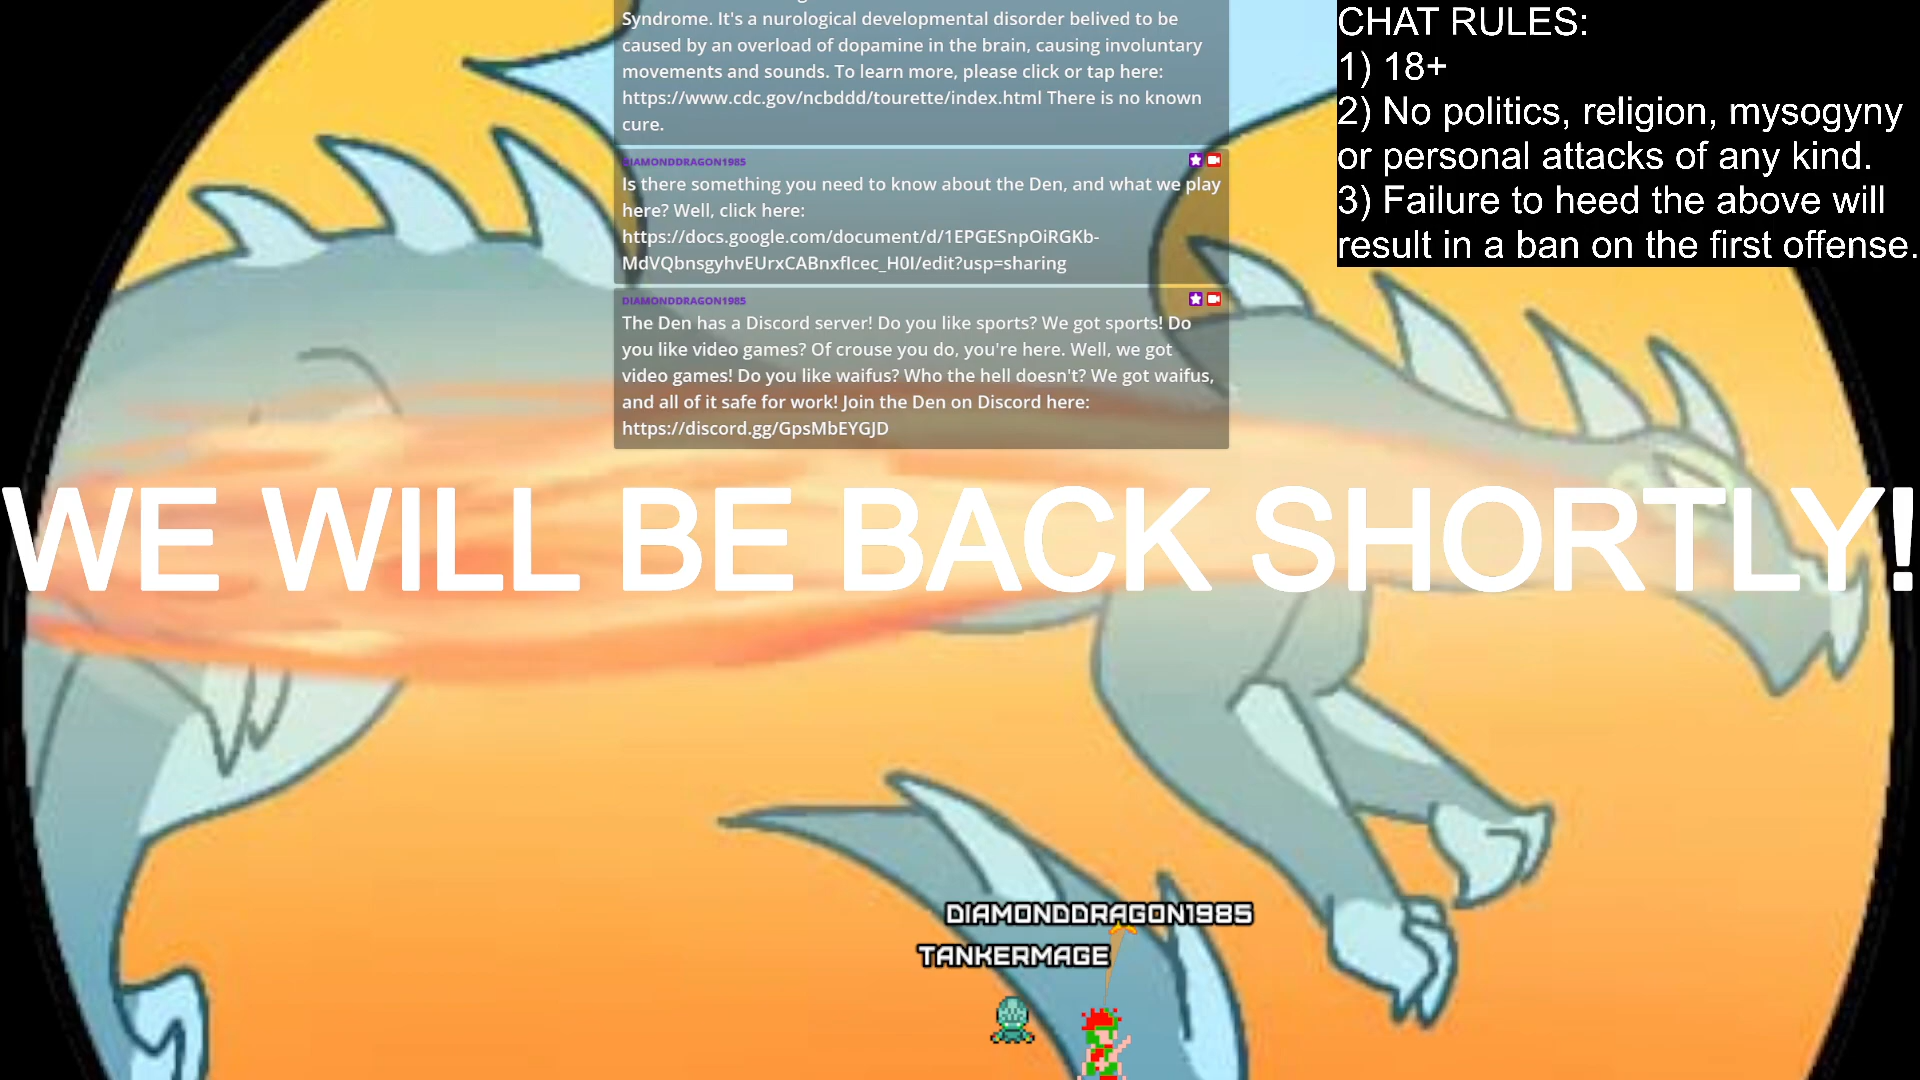 Syndrome. It's a nurological developmental disorder belived to be
caused by an overload of dopamine in the brain, causing involuntary
movements and sounds. To learn more, please click or tap here:
https://www.cdc.gov/ncbddd/tourette/index.html There is no known
cure.
DIAMONDDRAGON1985
Is there something you need to know about the Den, and what we play
here? Well, click here:
https://docs.google.com/document/d/1EPGESnpOiRGKb-
MdVQbnsgyhvEUrxCABnxflcec_H0I/edit?usp=sharing
DIAMONDDRAGON1985
The Den has a Discord server! Do you like sports? We got sports! Do
you like video games? Of crouse you do, you're here. Well, we got
video games! Do you like waifus? Who the hell doesn't? We got waifus,
and all of it safe for work! Join the Den on Discord here:
https://discord.gg/GpsMbEYGJD
CHAT RULES:
1) 18+
2) No politics, religion, mysogyny
or personal attacks of any kind.
3) Failure to heed the above will
result in a ban on the first offense.
WE WILL BE BACK SHORTLY!
DIAMONDDRAGON1985
TANKERMAGE